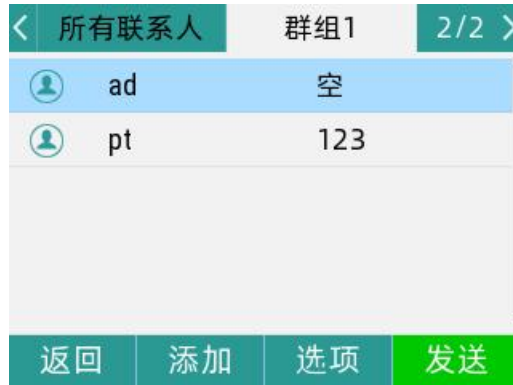 所有联系人 群组1 2/2
ad 空
pt 123
返回 添加 选项 发送